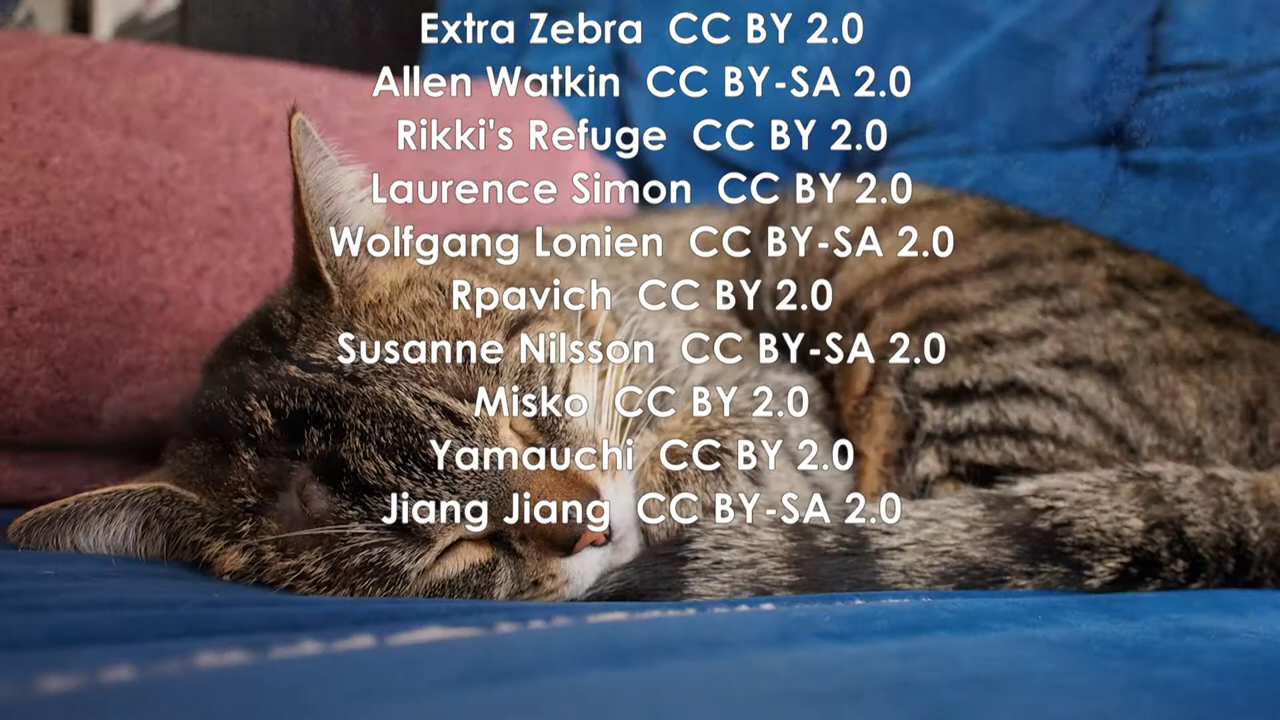 Extra Zebra  CC BY 2.0
Allen Watkin  CC BY-SA 2.0
Rikki's Refuge  CC BY 2.0
Laurence Simon  CC BY 2.0
Wolfgang Lonien  CC BY-SA 2.0
Rpavich  CC BY 2.0
Susanne Nilsson  CC BY-SA 2.0
Misko  CC BY 2.0
Yamauchi  CC BY 2.0
Jiang Jiang  CC BY-SA 2.0